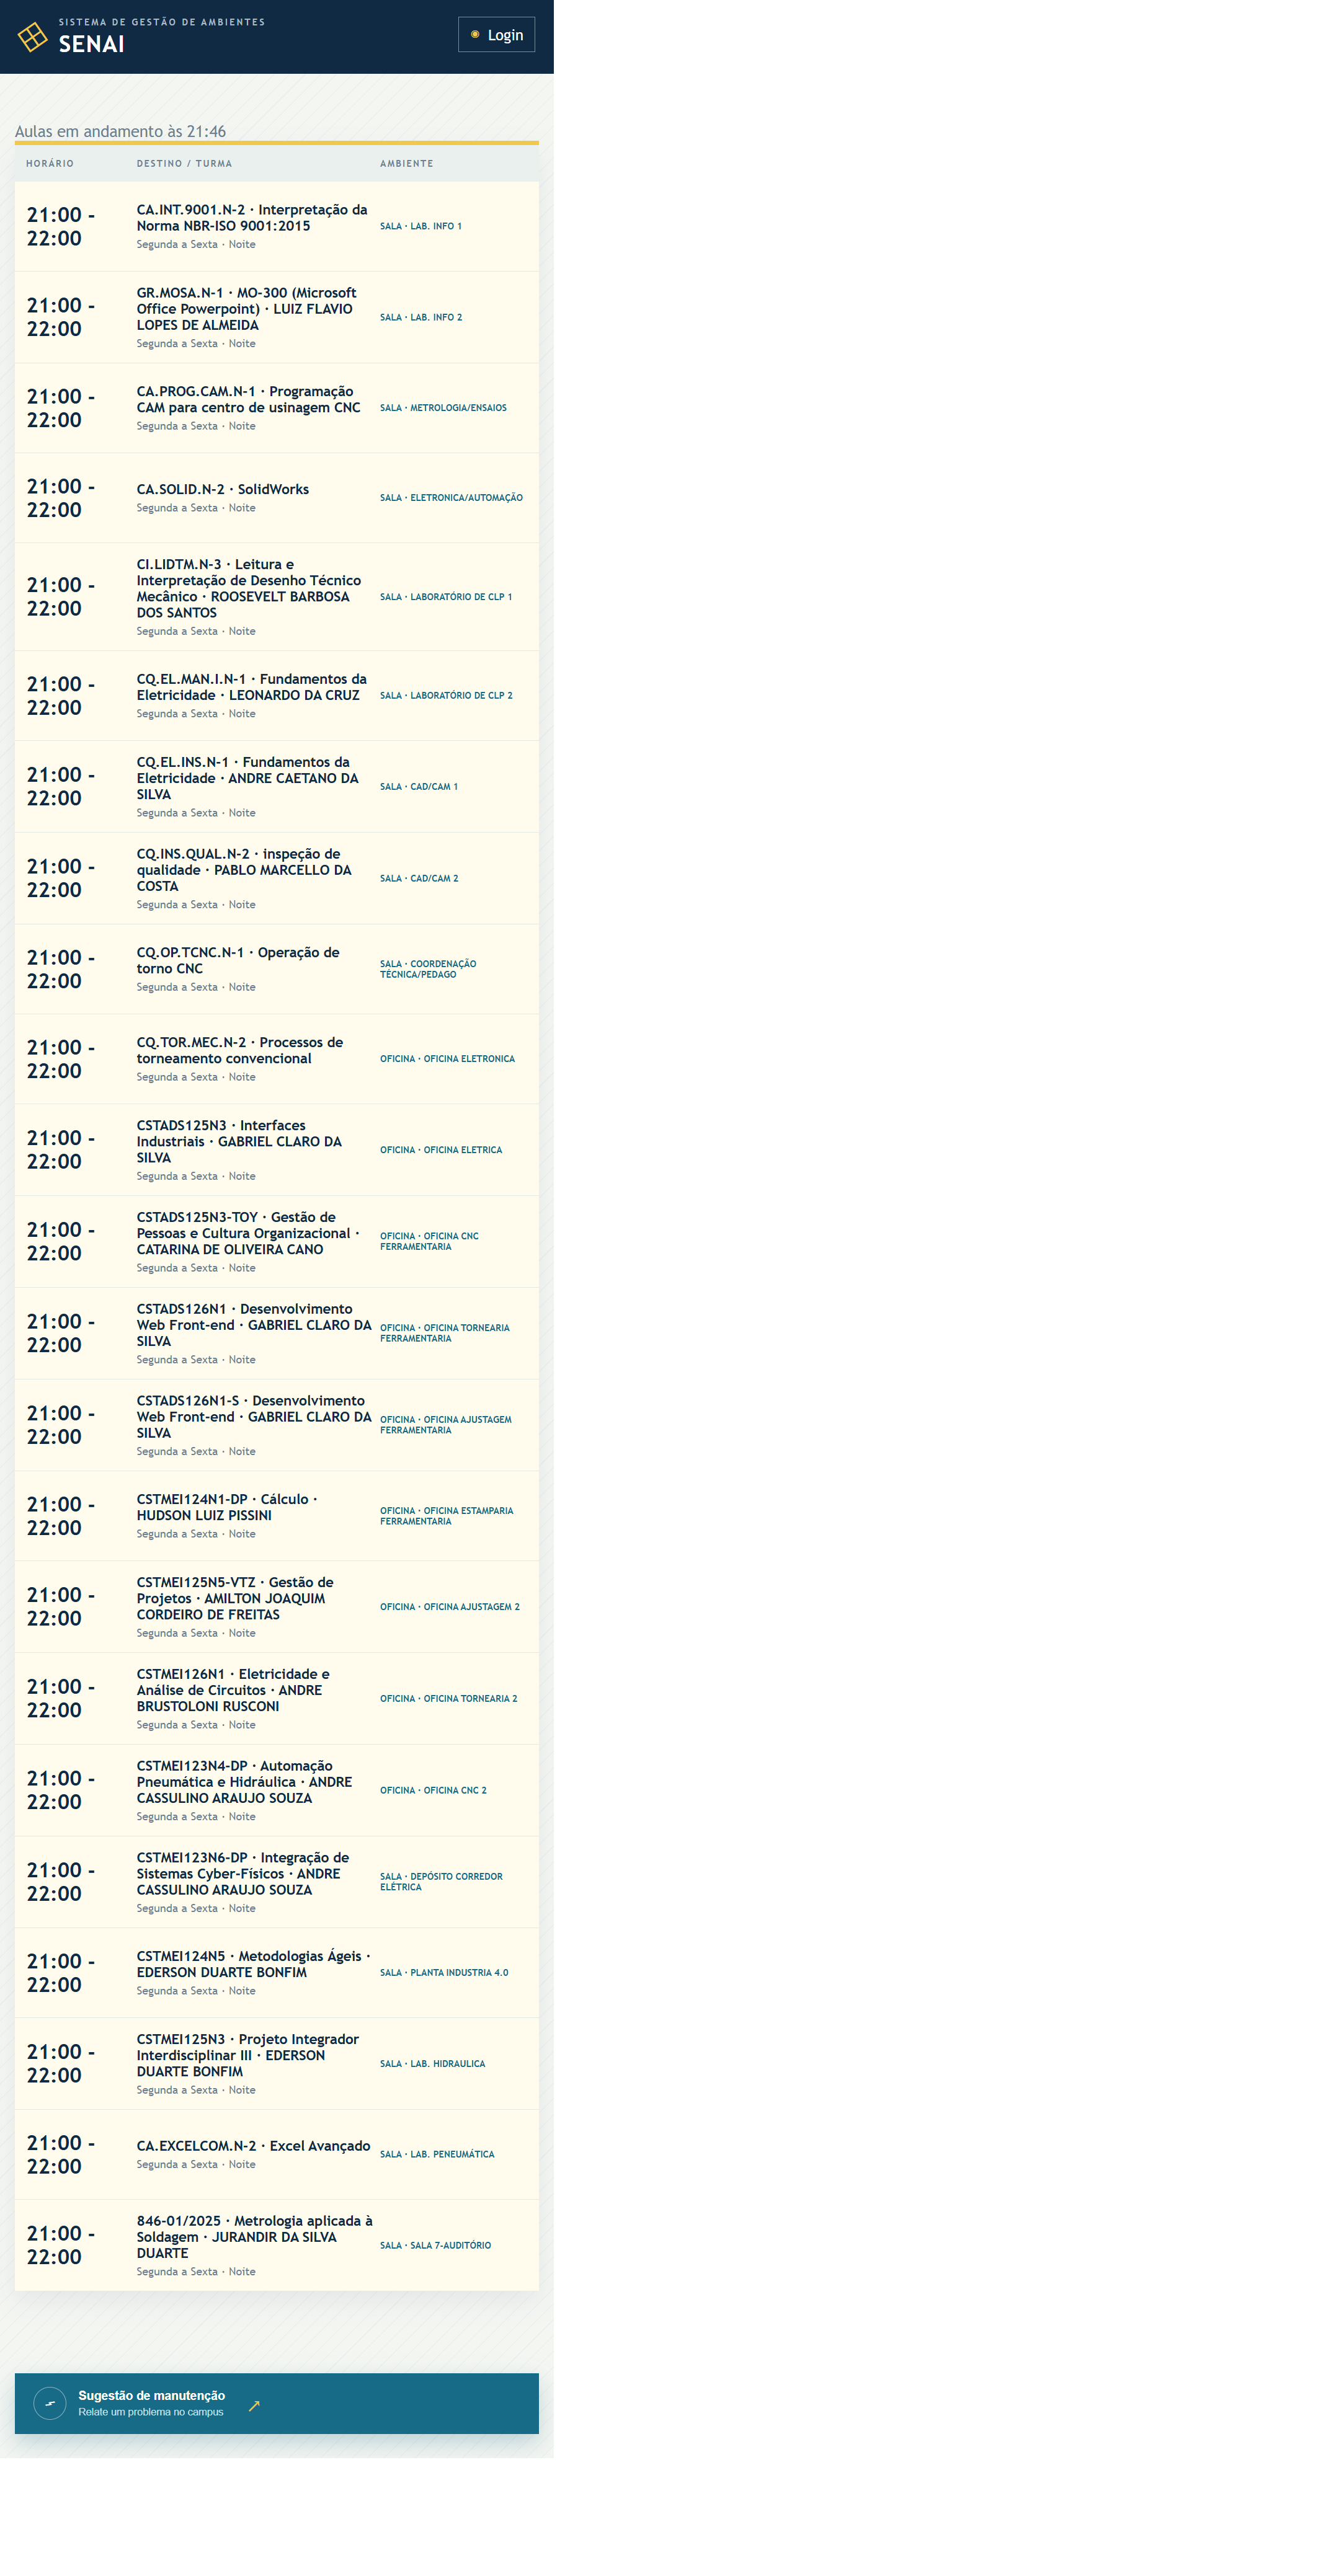 SISTEMA DE GESTÃO DE AMBIENTES
SENAI
Login
Aulas em andamento às 21:46
HORÁRIO DESTINO / TURMA AMBIENTE
21:00 -
22:00
CA.INT.9001.N-2 · Interpretação da
Norma NBR-ISO 9001:2015
Segunda a Sexta · Noite
SALA · LAB. INFO 1
21:00 -
22:00
GR.MOSA.N-1 · MO-300 (Microsoft
Office Powerpoint) · LUIZ FLAVIO
LOPES DE ALMEIDA
Segunda a Sexta · Noite
SALA · LAB. INFO 2
21:00 -
22:00
CA.PROG.CAM.N-1 · Programação
CAM para centro de usinagem CNC
Segunda a Sexta · Noite
SALA · METROLOGIA/ENSAIOS
21:00 -
22:00
CA.SOLID.N-2 · SolidWorks
Segunda a Sexta · Noite
SALA · ELETRONICA/AUTOMAÇÃO
21:00 -
22:00
CI.LIDTM.N-3 · Leitura e
Interpretação de Desenho Técnico
Mecânico · ROOSEVELT BARBOSA
DOS SANTOS
Segunda a Sexta · Noite
SALA · LABORATÓRIO DE CLP 1
21:00 -
22:00
CQ.EL.MAN.I.N-1 · Fundamentos da
Eletricidade · LEONARDO DA CRUZ
Segunda a Sexta · Noite
SALA · LABORATÓRIO DE CLP 2
21:00 -
22:00
CQ.EL.INS.N-1 · Fundamentos da
Eletricidade · ANDRE CAETANO DA
SILVA
Segunda a Sexta · Noite
SALA · CAD/CAM 1
21:00 -
22:00
CQ.INS.QUAL.N-2 · inspeção de
qualidade · PABLO MARCELLO DA
COSTA
Segunda a Sexta · Noite
SALA · CAD/CAM 2
21:00 -
22:00
CQ.OP.TCNC.N-1 · Operação de
torno CNC
Segunda a Sexta · Noite
SALA · COORDENAÇÃO
TÉCNICA/PEDAGO
21:00 -
22:00
CQ.TOR.MEC.N-2 · Processos de
torneamento convencional
Segunda a Sexta · Noite
OFICINA · OFICINA ELETRONICA
21:00 -
22:00
CSTADS125N3 · Interfaces
Industriais · GABRIEL CLARO DA
SILVA
Segunda a Sexta · Noite
OFICINA · OFICINA ELETRICA
21:00 -
22:00
CSTADS125N3-TOY · Gestão de
Pessoas e Cultura Organizacional ·
CATARINA DE OLIVEIRA CANO
Segunda a Sexta · Noite
OFICINA · OFICINA CNC
FERRAMENTARIA
21:00 -
22:00
CSTADS126N1 · Desenvolvimento
Web Front-end · GABRIEL CLARO DA
SILVA
Segunda a Sexta · Noite
OFICINA · OFICINA TORNEARIA
FERRAMENTARIA
21:00 -
22:00
CSTADS126N1-S · Desenvolvimento
Web Front-end · GABRIEL CLARO DA
SILVA
Segunda a Sexta · Noite
OFICINA · OFICINA AJUSTAGEM
FERRAMENTARIA
21:00 -
22:00
CSTMEI124N1-DP · Cálculo ·
HUDSON LUIZ PISSINI
Segunda a Sexta · Noite
OFICINA · OFICINA ESTAMPARIA
FERRAMENTARIA
21:00 -
22:00
CSTMEI125N5-VTZ · Gestão de
Projetos · AMILTON JOAQUIM
CORDEIRO DE FREITAS
Segunda a Sexta · Noite
OFICINA · OFICINA AJUSTAGEM 2
21:00 -
22:00
CSTMEI126N1 · Eletricidade e
Análise de Circuitos · ANDRE
BRUSTOLONI RUSCONI
Segunda a Sexta · Noite
OFICINA · OFICINA TORNEARIA 2
21:00 -
22:00
CSTMEI123N4-DP · Automação
Pneumática e Hidráulica · ANDRE
CASSULINO ARAUJO SOUZA
Segunda a Sexta · Noite
OFICINA · OFICINA CNC 2
21:00 -
22:00
CSTMEI123N6-DP · Integração de
Sistemas Cyber-Físicos · ANDRE
CASSULINO ARAUJO SOUZA
Segunda a Sexta · Noite
SALA · DEPÓSITO CORREDOR
ELÉTRICA
21:00 -
22:00
CSTMEI124N5 · Metodologias Ágeis ·
EDERSON DUARTE BONFIM
Segunda a Sexta · Noite
SALA · PLANTA INDUSTRIA 4.0
21:00 -
22:00
CSTMEI125N3 · Projeto Integrador
Interdisciplinar III · EDERSON
DUARTE BONFIM
Segunda a Sexta · Noite
SALA · LAB. HIDRAULICA
21:00 -
22:00
CA.EXCELCOM.N-2 · Excel Avançado
Segunda a Sexta · Noite
SALA · LAB. PENEUMÁTICA
21:00 -
22:00
846-01/2025 · Metrologia aplicada à
Soldagem · JURANDIR DA SILVA
DUARTE
Segunda a Sexta · Noite
SALA · SALA 7-AUDITÓRIO
Sugestão de manutenção
Relate um problema no campus
↗